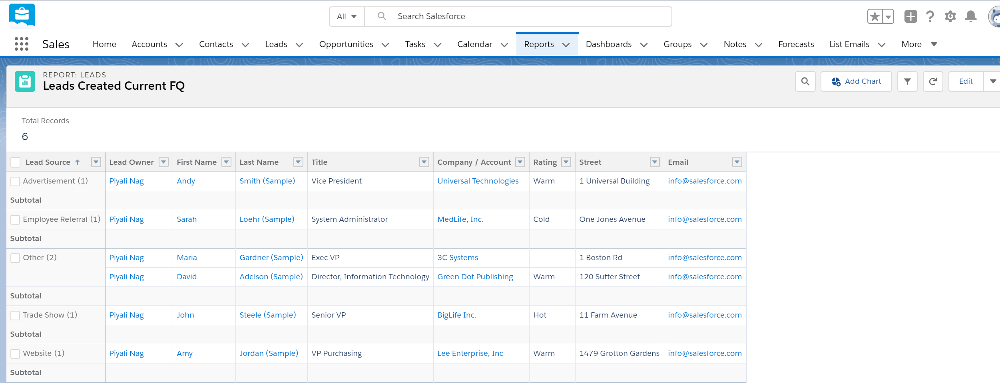 All Search Salesforce
Sales Home Accounts Contacts Leads Opportunities Tasks Calendar Reports Dashboards Groups Notes Forecasts List Emails More
REPORT: LEADS
Leads Created Current FQ
Add Chart Edit
Total Records
6
Lead Source ↑ Lead Owner First Name Last Name Title Company / Account Rating Street Email
Advertisement (1) Piyali Nag Andy Smith (Sample) Vice President Universal Technologies Warm 1 Universal Building info@salesforce.com
Subtotal
Employee Referral (1) Piyali Nag Sarah Loehr (Sample) System Administrator MedLife, Inc. Cold One Jones Avenue info@salesforce.com
Subtotal
Other (2) Piyali Nag Maria Gardner (Sample) Exec VP 3C Systems - 1 Boston Rd info@salesforce.com
Piyali Nag David Adelson (Sample) Director, Information Technology Green Dot Publishing Warm 120 Sutter Street info@salesforce.com
Subtotal
Trade Show (1) Piyali Nag John Steele (Sample) Senior VP BigLife Inc. Hot 11 Farm Avenue info@salesforce.com
Subtotal
Website (1) Piyali Nag Amy Jordan (Sample) VP Purchasing Lee Enterprise, Inc Warm 1479 Grotton Gardens info@salesforce.com
Subtotal